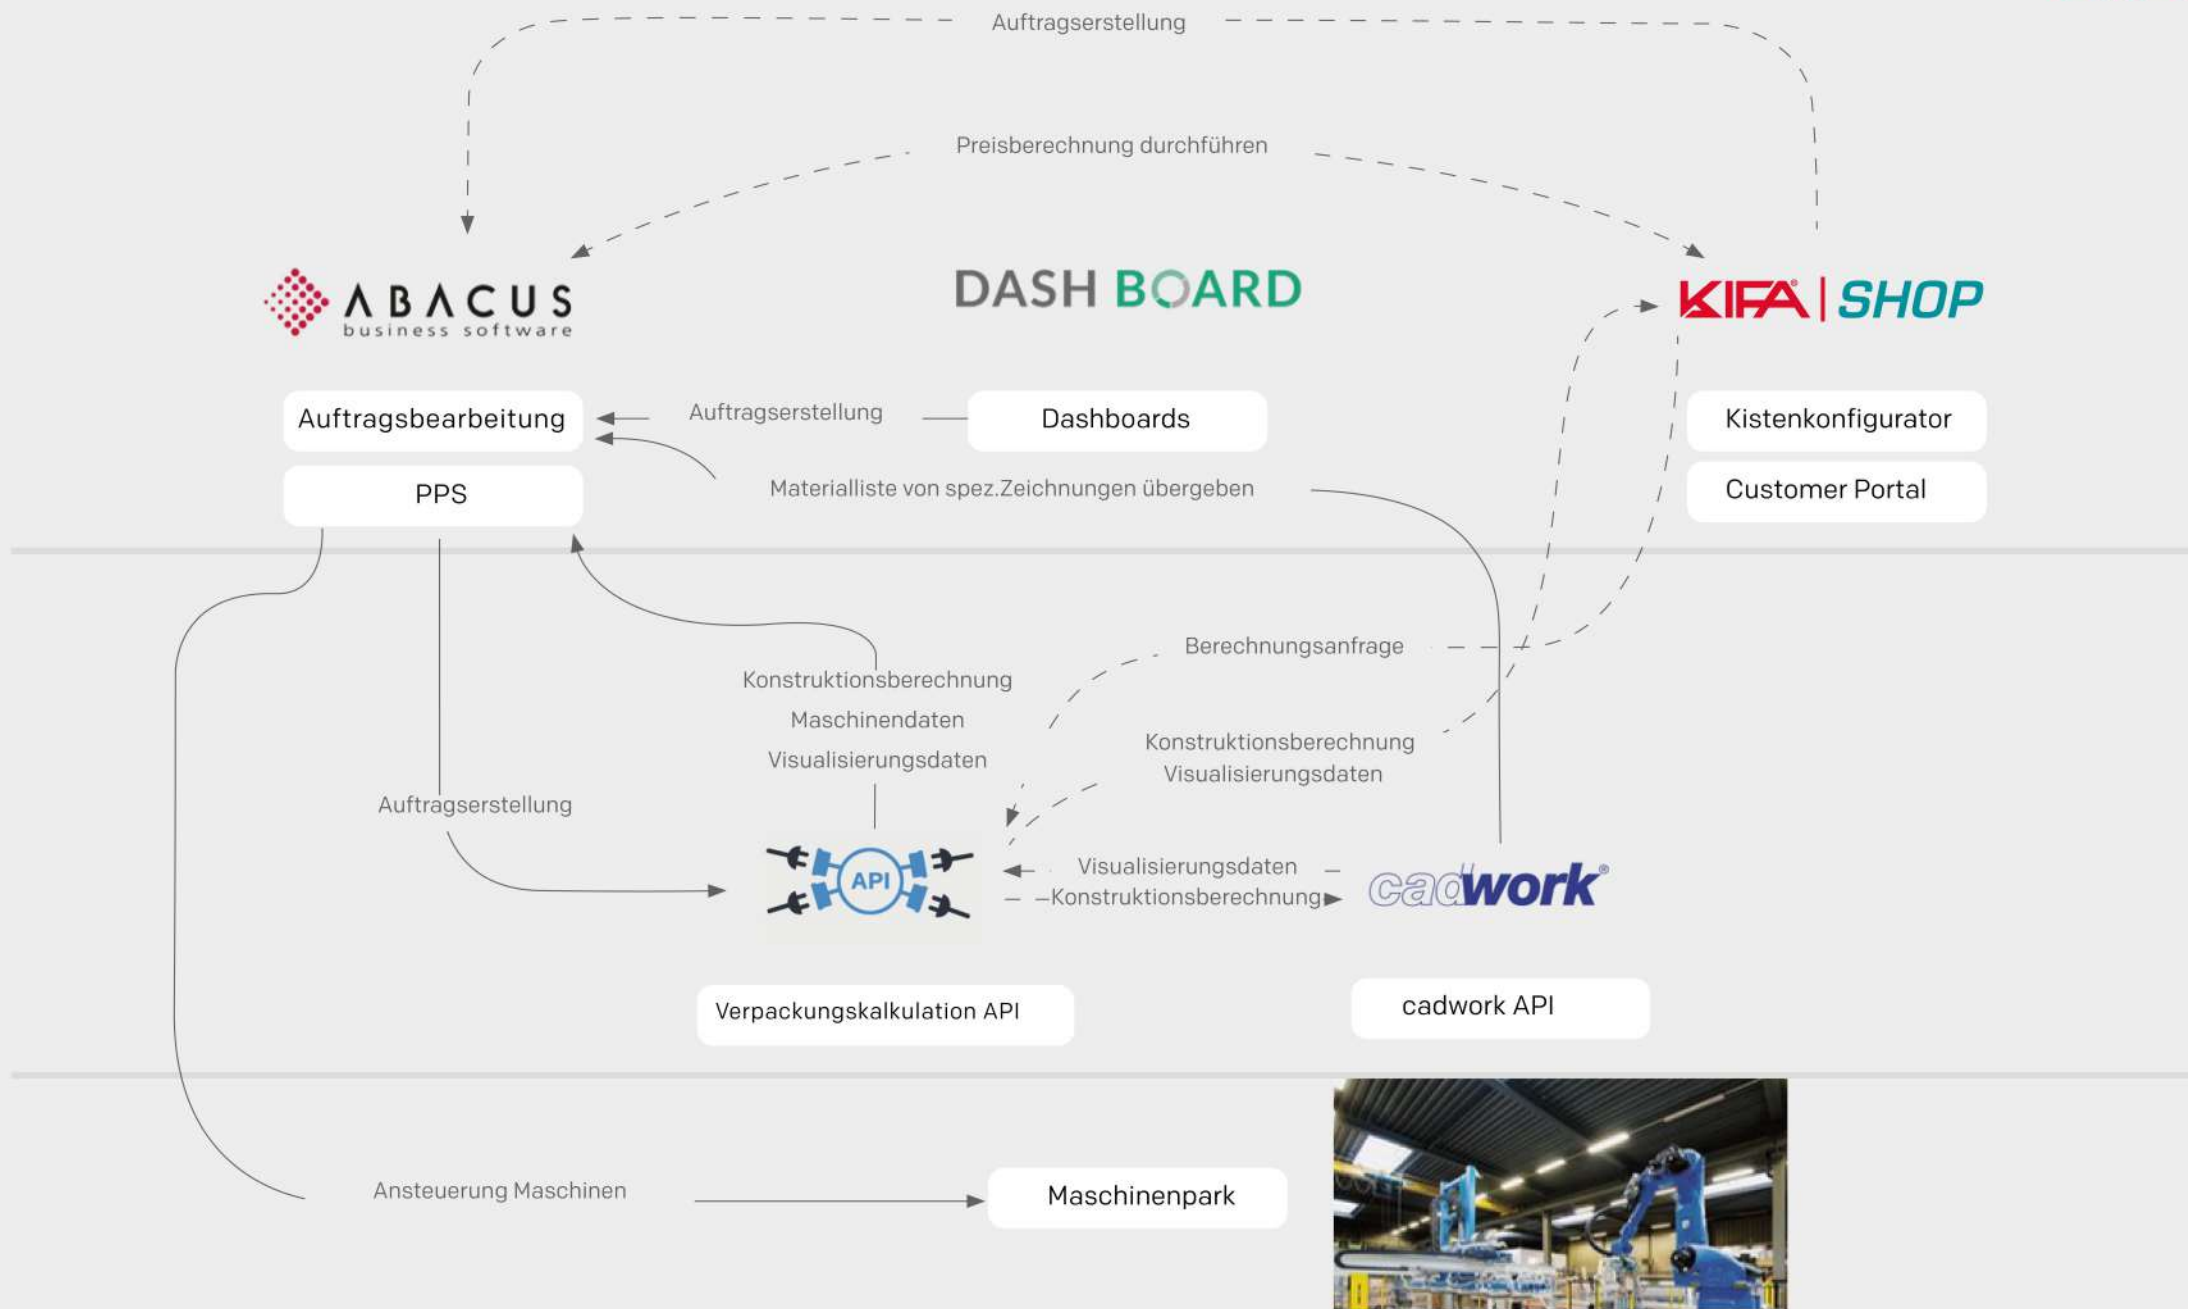 Auftragserstellung
Preisberechnung durchführen
ABACUS
business software
DASH BOARD
KIFA® | SHOP
Auftragsbearbeitung
Auftragserstellung
Dashboards
Kistenkonfigurator
PPS
Materialliste von spez.Zeichnungen übergeben
Customer Portal
Berechnungsanfrage
Konstruktionsberechnung
Maschinendaten
Visualisierungsdaten
Konstruktionsberechnung
Visualisierungsdaten
Auftragserstellung
API
Visualisierungsdaten
Konstruktionsberechnung
cadwork®
Verpackungskalkulation API
cadwork API
Ansteuerung Maschinen
Maschinenpark